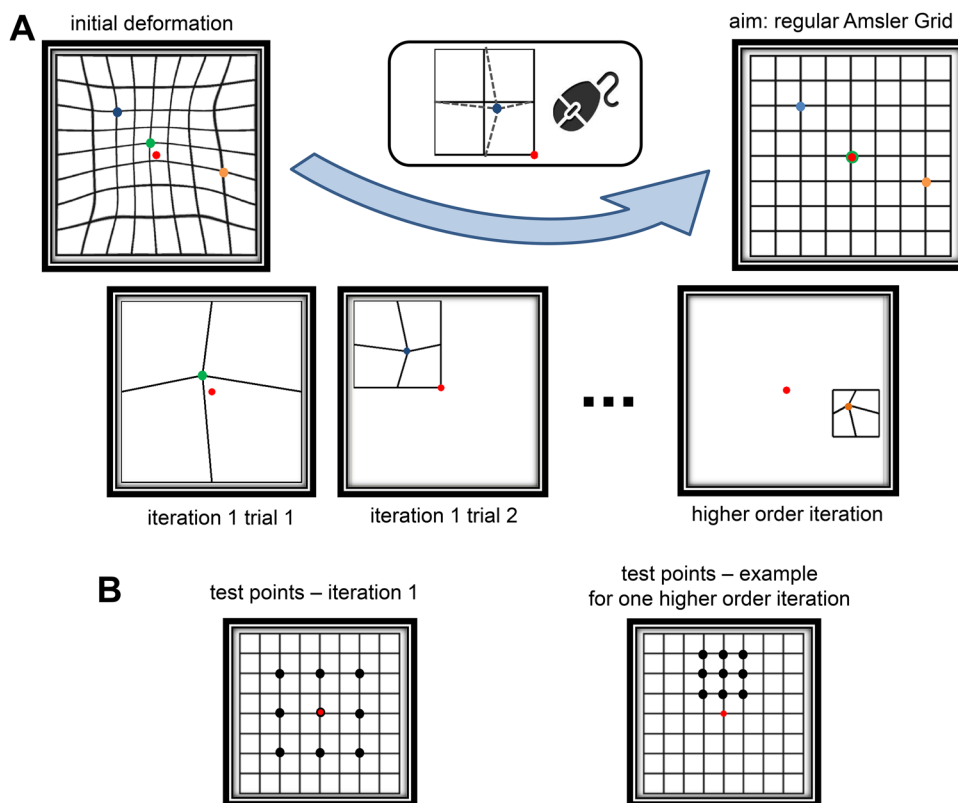 A
initial deformation
aim: regular Amsler Grid
iteration 1 trial 1
iteration 1 trial 2
higher order iteration
B
test points – iteration 1
test points – example
for one higher order iteration